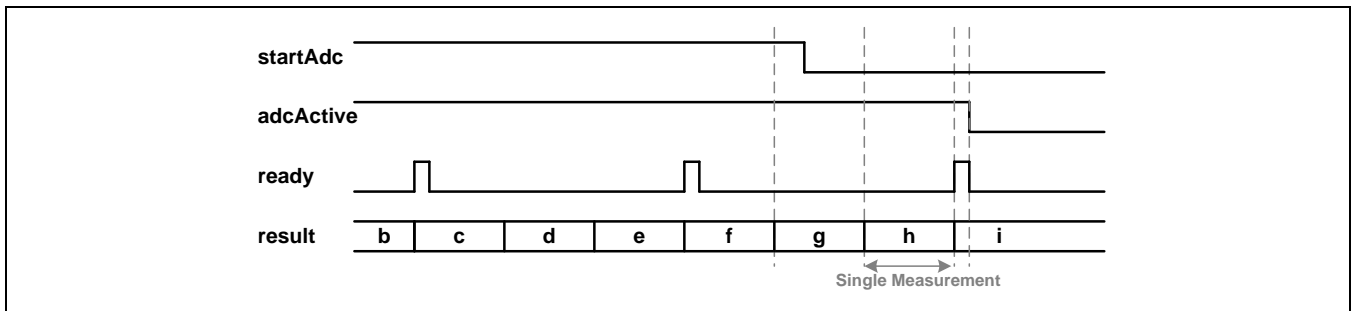 startAdc
adcActive
ready
result b c d e f g h i
Single Measurement